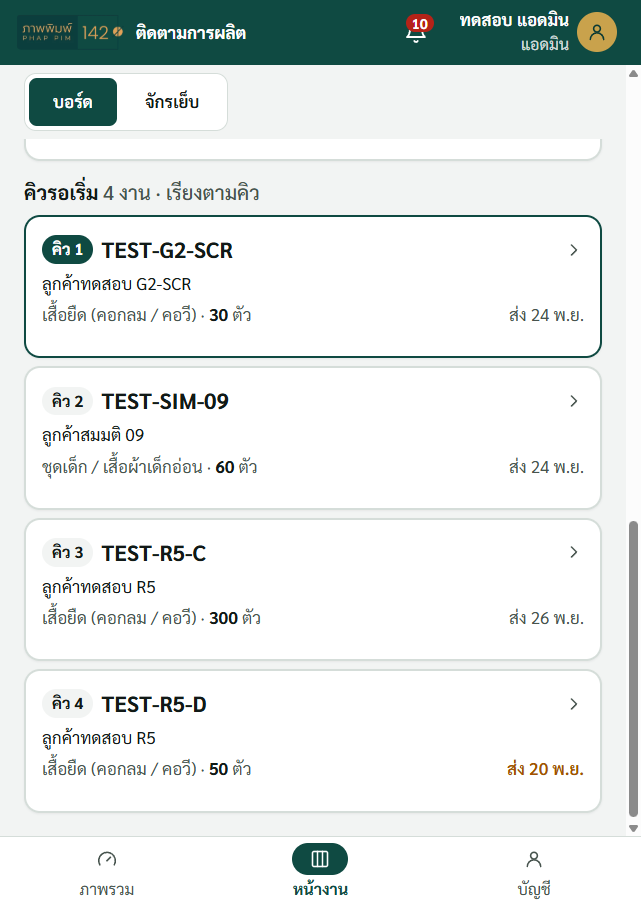 ภาพพิมพ์
PHAP PIM
142
ติดตามการผลิต
10
ทดสอบ แอดมิน
แอดมิน
บอร์ด
จักรเย็บ
คิวรอเริ่ม 4 งาน · เรียงตามคิว
คิว 1 TEST-G2-SCR
ลูกค้าทดสอบ G2-SCR
เสื้อยืด (คอกลม / คอวี) · 30 ตัว ส่ง 24 พ.ย.
คิว 2 TEST-SIM-09
ลูกค้าสมมติ 09
ชุดเด็ก / เสื้อผ้าเด็กอ่อน · 60 ตัว ส่ง 24 พ.ย.
คิว 3 TEST-R5-C
ลูกค้าทดสอบ R5
เสื้อยืด (คอกลม / คอวี) · 300 ตัว ส่ง 26 พ.ย.
คิว 4 TEST-R5-D
ลูกค้าทดสอบ R5
เสื้อยืด (คอกลม / คอวี) · 50 ตัว ส่ง 20 พ.ย.
ภาพรวม
หน้างาน
บัญชี